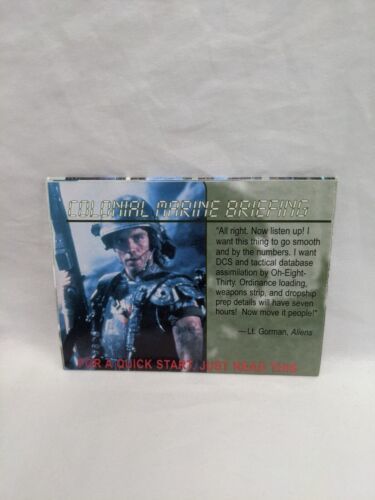 COLONIAL MARINE BRIEFING
"All right. Now listen up! I
want this thing to go smooth
and by the numbers. I want
DCS and tactical database
assimilation by Oh-Eight-
Thirty. Ordinance loading,
weapons strip, and dropship
prep details will have seven
hours! Now move it people!"
—Lt. Gorman, Aliens
FOR A QUICK START, JUST READ THIS